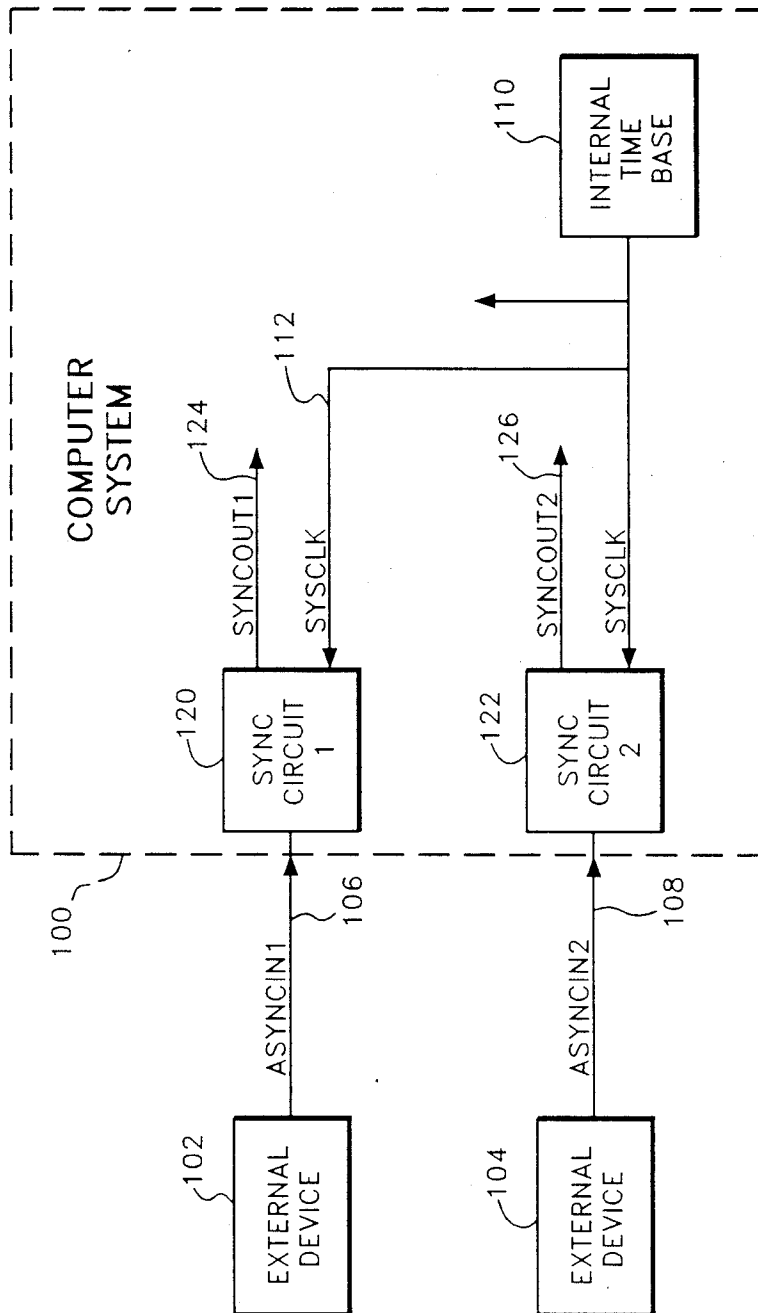 COMPUTER
SYSTEM
100
102
EXTERNAL
DEVICE
ASYNCIN1
106
120
SYNC
CIRCUIT
1
SYNCOUT1
124
SYSCLK
112
104
EXTERNAL
DEVICE
ASYNCIN2
108
122
SYNC
CIRCUIT
2
SYNCOUT2
126
SYSCLK
110
INTERNAL
TIME
BASE